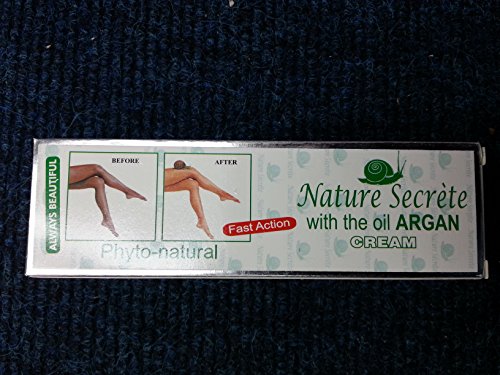 ALWAYS BEAUTIFUL
BEFORE
AFTER
Fast Action
Phyto-natural
Nature Secrète
with the oil ARGAN
CREAM